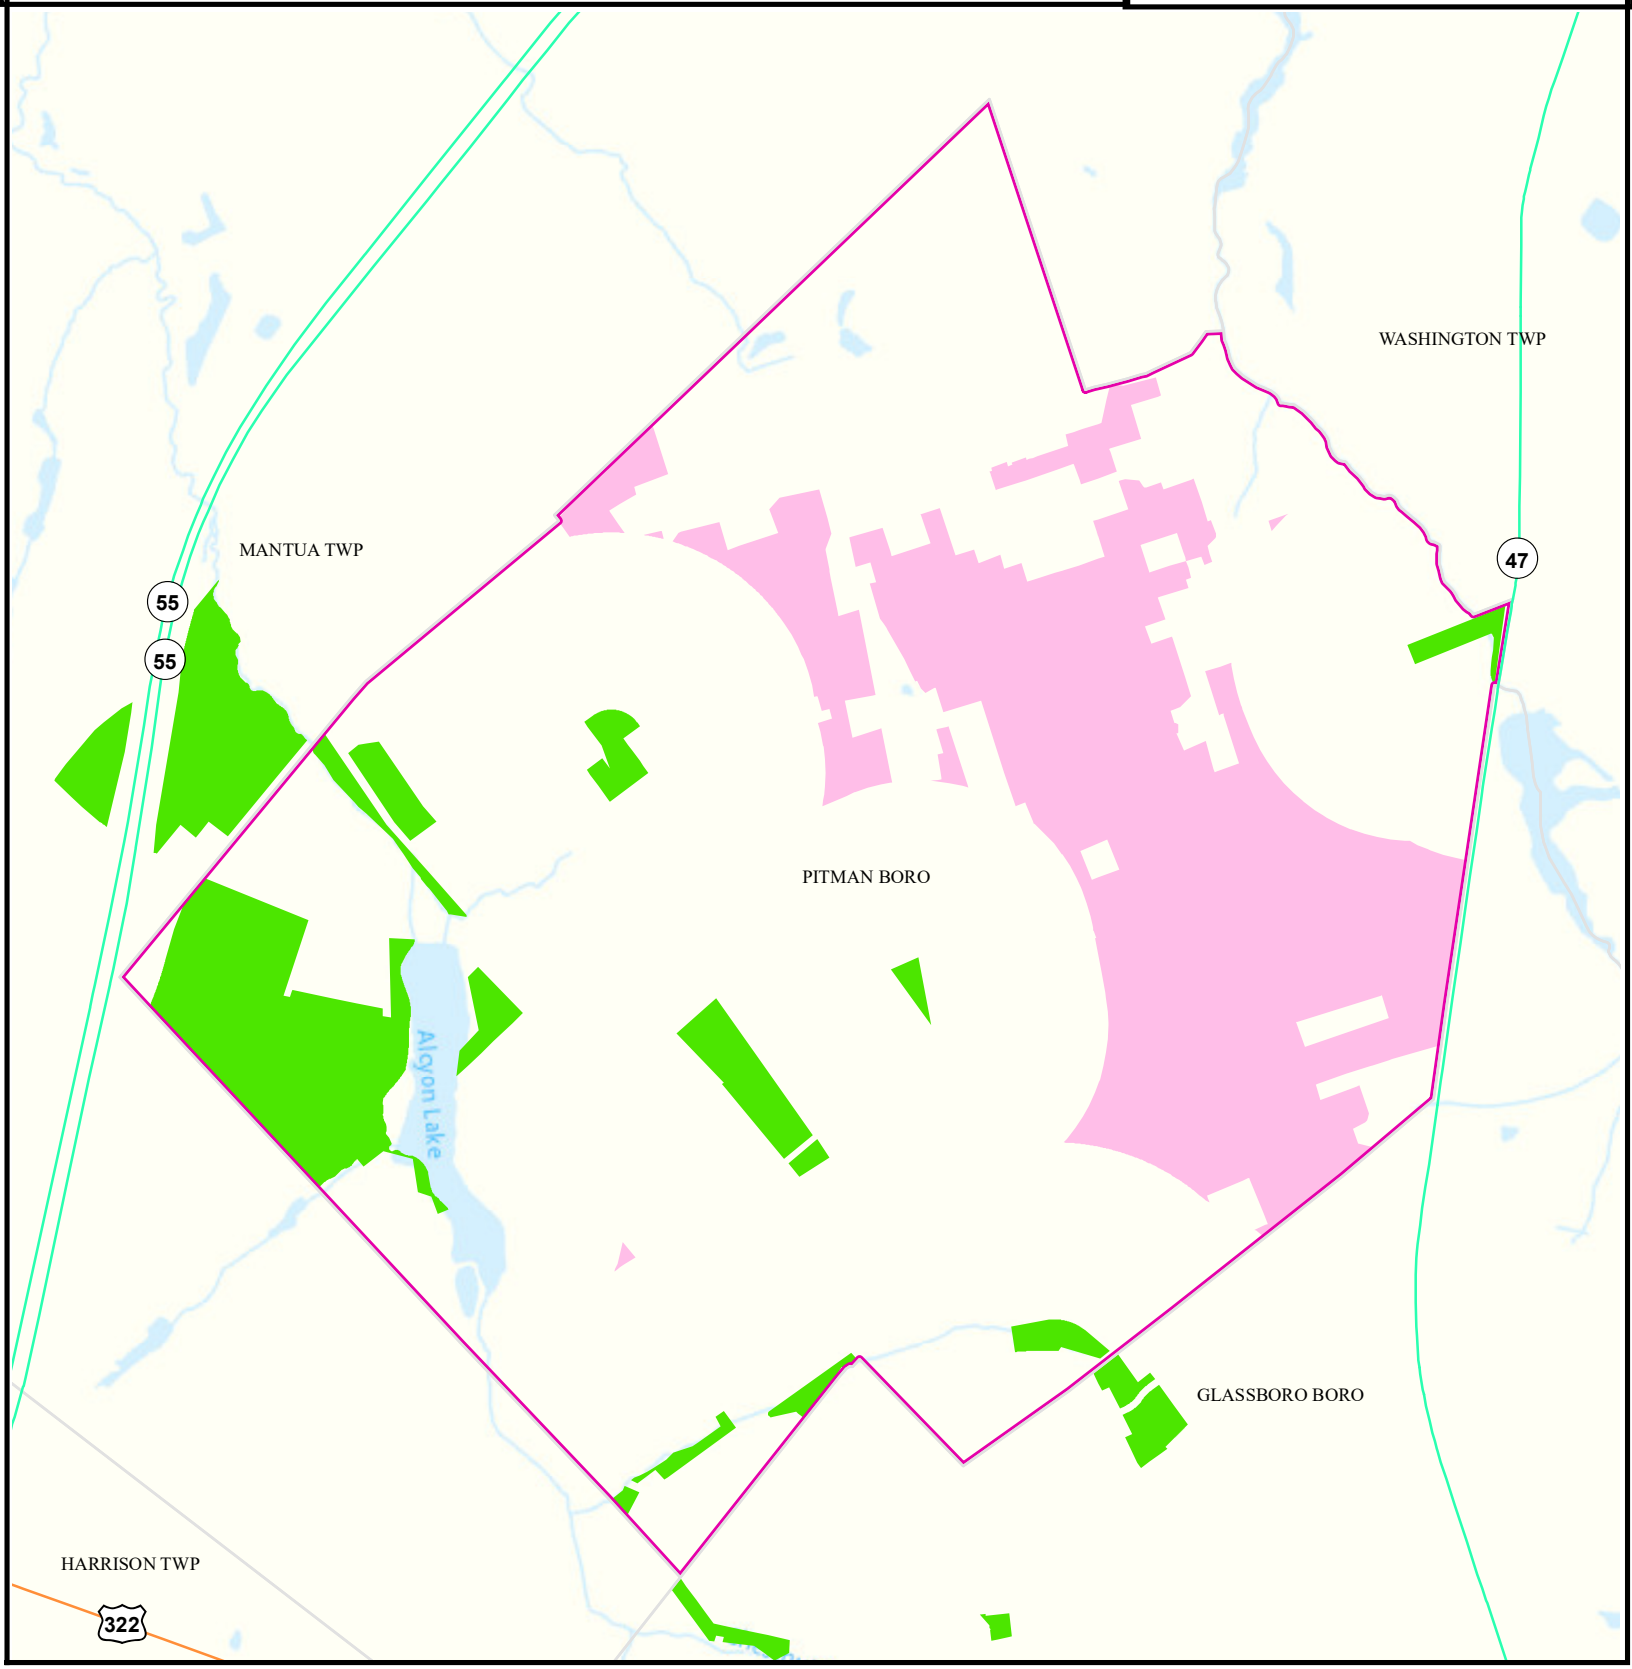 WASHINGTON TWP
MANTUA TWP
47
55
55
PITMAN BORO
Alcyon Lake
GLASSBORO BORO
HARRISON TWP
322